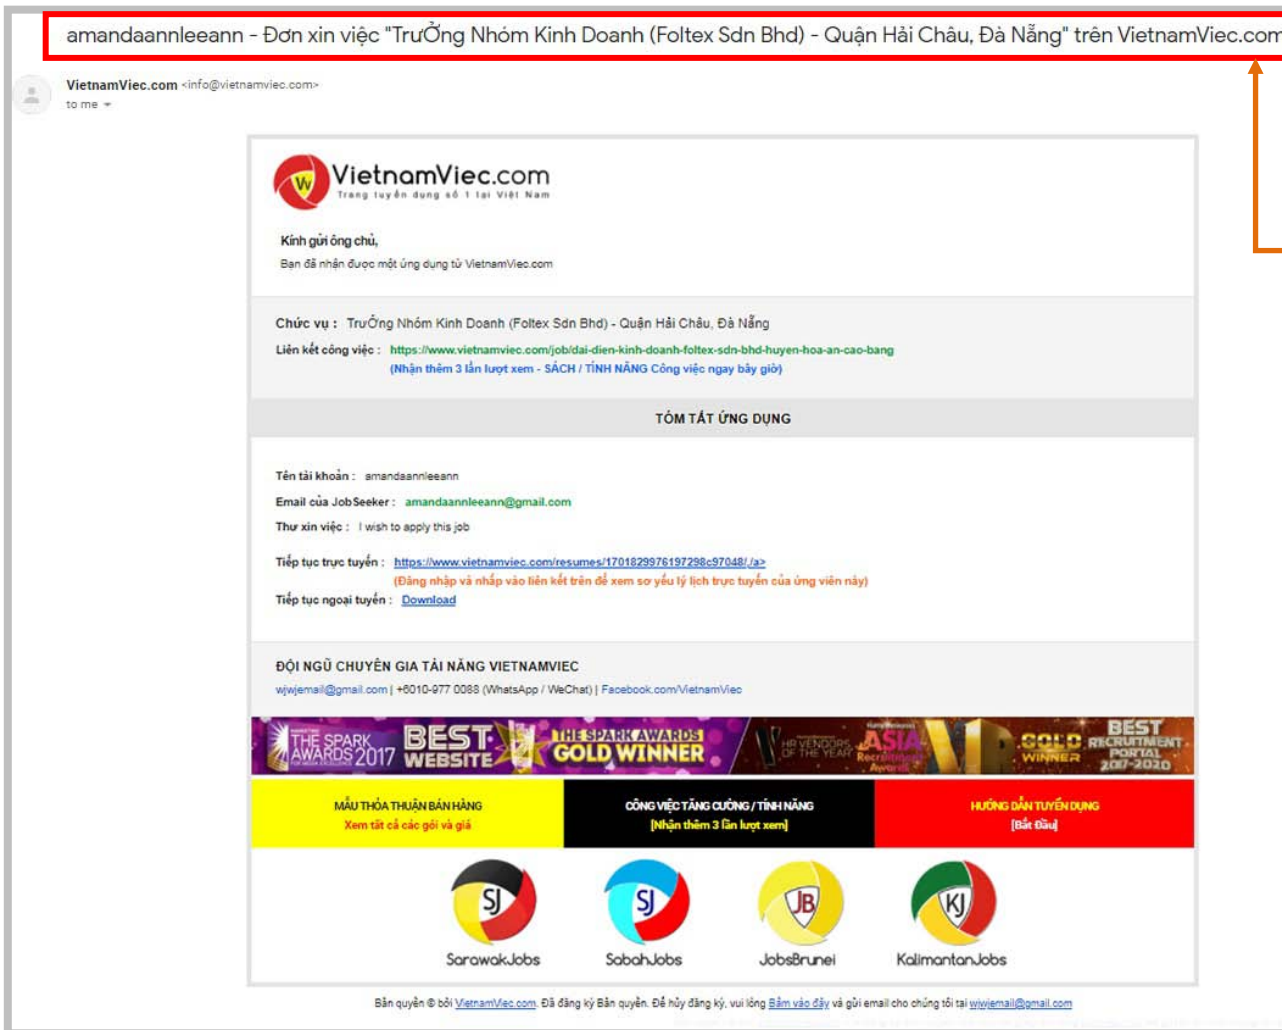 amandaannleeann - Đơn xin việc "TrưỞng Nhóm Kinh Doanh (Foltex Sdn Bhd) - Quận Hải Châu, Đà Nẵng" trên VietnamViec.com
VietnamViec.com <info@vietnamviec.com>
to me
VietnamViec.com
Trang tuyển dụng số 1 tại Việt Nam
Kính gửi ông chủ,
Bạn đã nhận được một ứng dụng từ VietnamViec.com
Chức vụ : TrưỞng Nhóm Kinh Doanh (Foltex Sdn Bhd) - Quận Hải Châu, Đà Nẵng
Liên kết công việc : https://www.vietnamviec.com/job/dai-dien-kinh-doanh-foltex-sdn-bhd-huyen-hoa-an-cao-bang
(Nhận thêm 3 lần lượt xem - SÁCH / TÍNH NĂNG Công việc ngay bây giờ)
TÓM TẮT ỨNG DỤNG
Tên tài khoản : amandaannleeann
Email của JobSeeker : amandaannleeann@gmail.com
Thư xin việc : I wish to apply this job
Tiếp tục trực tuyến : https://www.vietnamviec.com/resumes/1701829976197298c97048/,/a>
(Đăng nhập và nhấp vào liên kết trên để xem sơ yếu lý lịch trực tuyến của ứng viên này)
Tiếp tục ngoại tuyến : Download
ĐỘI NGŨ CHUYÊN GIA TÀI NĂNG VIETNAMVIEC
wjwjemail@gmail.com | +6010-977 0088 (WhatsApp / WeChat) | Facebook.com/VietnamViec
THE SPARK AWARDS 2017 BEST WEBSITE THE SPARK AWARDS GOLD WINNER HR VENDORS OF THE YEAR ASIA Recruitment Awards GOLD WINNER BEST RECRUITMENT PORTAL 2017-2020
MẪU THỎA THUẬN BÁN HÀNG CÔNG VIỆC TĂNG CƯỜNG / TÍNH NĂNG HƯỚNG DẪN TUYỂN DỤNG
Xem tất cả các gói và giá [Nhận thêm 3 lần lượt xem] [Bắt Đầu]
SJ SJ JB KJ
SarawakJobs SabahJobs JobsBrunei KalimantanJobs
Bản quyền © bởi VietnamViec.com. Đã đăng ký Bản quyền. Để hủy đăng ký, vui lòng Bấm vào đây và gửi email cho chúng tôi tại wjwjemail@gmail.com